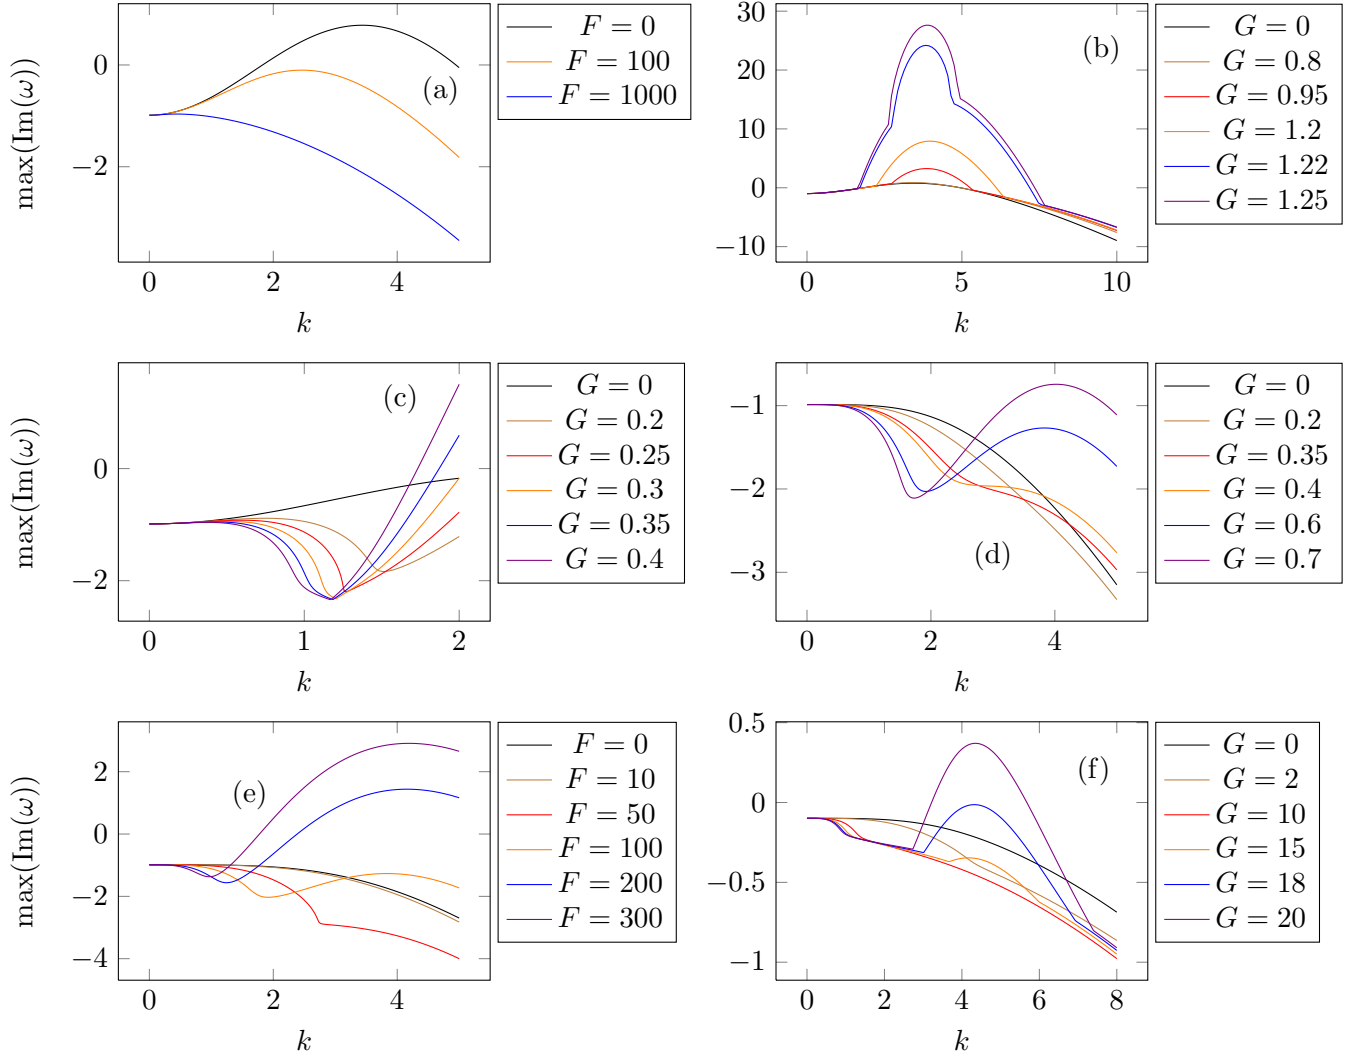 max(Im(ω))
0
−2
0
2
4
k
(a)
F = 0
F = 100
F = 1000
30
20
10
0
−10
0
5
10
k
(b)
G = 0
G = 0.8
G = 0.95
G = 1.2
G = 1.22
G = 1.25
max(Im(ω))
0
−2
0
1
2
k
(c)
G = 0
G = 0.2
G = 0.25
G = 0.3
G = 0.35
G = 0.4
−1
−2
−3
0
2
4
k
(d)
G = 0
G = 0.2
G = 0.35
G = 0.4
G = 0.6
G = 0.7
max(Im(ω))
2
0
−2
−4
0
2
4
k
(e)
F = 0
F = 10
F = 50
F = 100
F = 200
F = 300
0.5
0
−0.5
−1
0
2
4
6
8
k
(f)
G = 0
G = 2
G = 10
G = 15
G = 18
G = 20